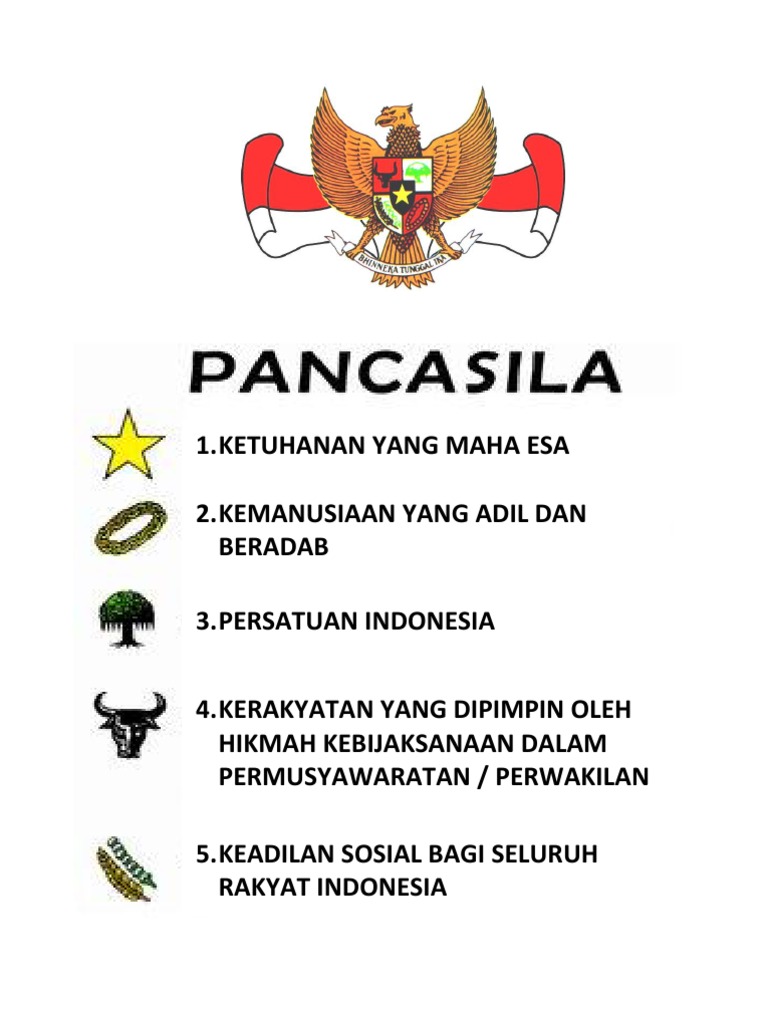 BHINNEKA TUNGGAL IKA
PANCASILA
1.KETUHANAN YANG MAHA ESA
2.KEMANUSIAAN YANG ADIL DAN
BERADAB
3.PERSATUAN INDONESIA
4.KERAKYATAN YANG DIPIMPIN OLEH
HIKMAH KEBIJAKSANAAN DALAM
PERMUSYAWARATAN / PERWAKILAN
5.KEADILAN SOSIAL BAGI SELURUH
RAKYAT INDONESIA